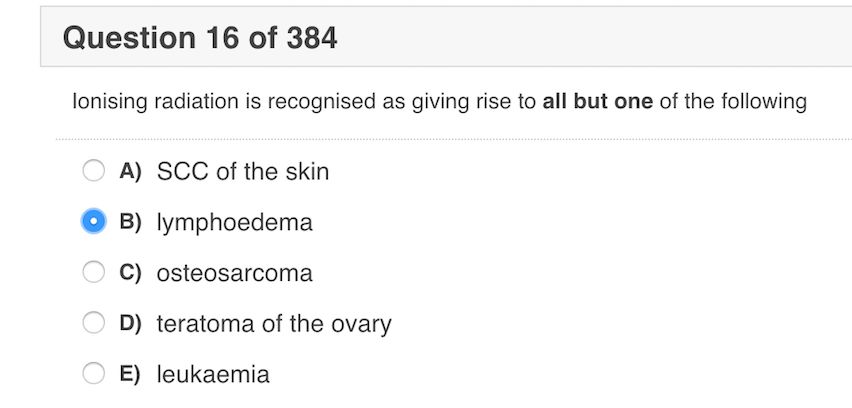 Question 16 of 384
Ionising radiation is recognised as giving rise to all but one of the following
A) SCC of the skin
B) lymphoedema
C) osteosarcoma
D) teratoma of the ovary
E) leukaemia